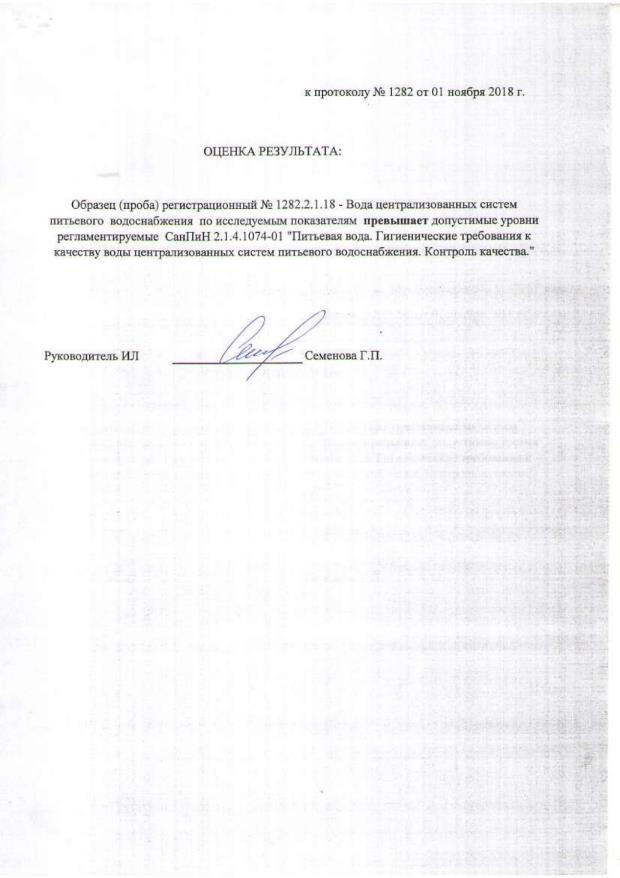 к протоколу № 1282 от 01 ноября 2018 г.
ОЦЕНКА РЕЗУЛЬТАТА:
Образец (проба) регистрационный № 1282.2.1.18 - Вода централизованных систем
питьевого водоснабжения по исследуемым показателям превышает допустимые уровни
регламентируемые СанПиН 2.1.4.1074-01 "Питьевая вода. Гигиенические требования к
качеству воды централизованных систем питьевого водоснабжения. Контроль качества."
Руководитель ИЛ Семенова Г.П.